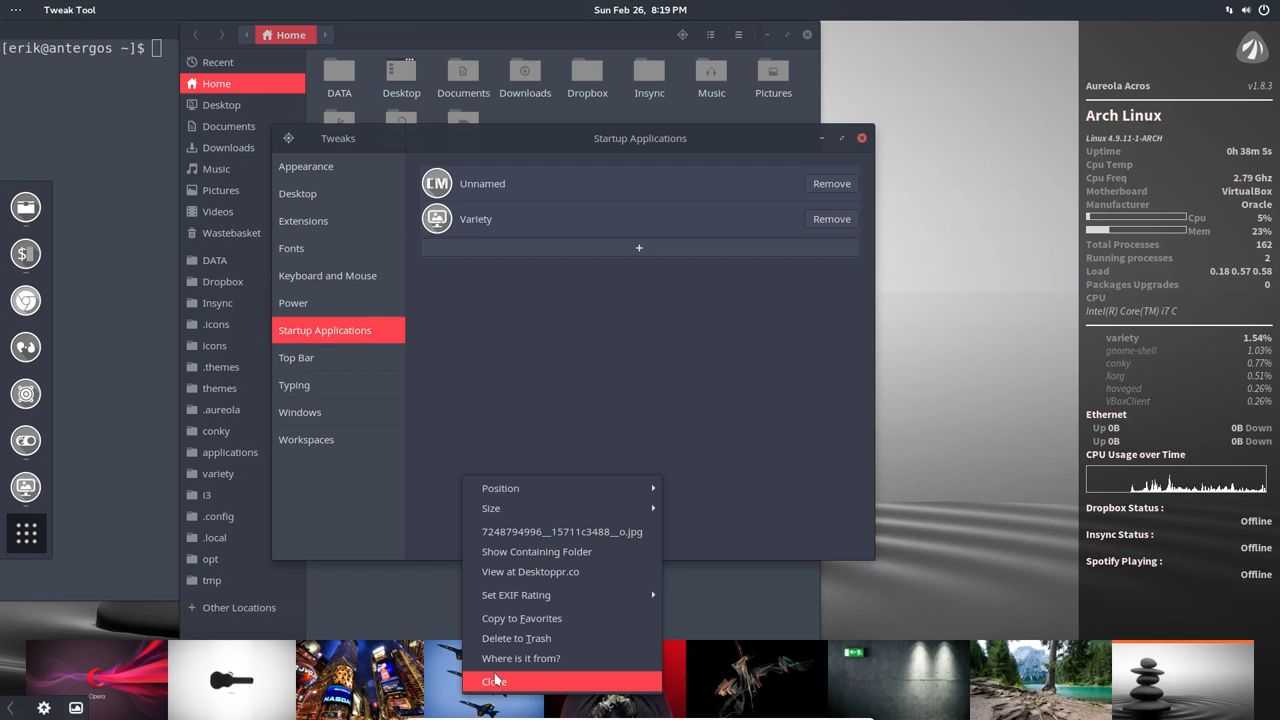 Tweak Tool
Sun Feb 26, 8:19 PM
[erik@antergos ~]$
Home
Recent
Home
Desktop
Documents
Downloads
Music
Pictures
Videos
Wastebasket
DATA
Dropbox
Insync
.icons
icons
.themes
themes
.aureola
conky
applications
variety
i3
.config
.local
opt
tmp
Other Locations
DATA
Desktop
Documents
Downloads
Dropbox
Insync
Music
Pictures
Tweaks
Startup Applications
Appearance
Desktop
Extensions
Fonts
Keyboard and Mouse
Power
Startup Applications
Top Bar
Typing
Windows
Workspaces
Unnamed
Remove
Variety
Remove
+
Position
Size
7248794996__15711c3488__o.jpg
Show Containing Folder
View at Desktoppr.co
Set EXIF Rating
Copy to Favorites
Delete to Trash
Where is it from?
Close
Aureola Acros v1.8.3
Arch Linux
Linux 4.9.11-1-ARCH
Uptime 0h 38m 5s
Cpu Temp
Cpu Freq 2.79 Ghz
Motherboard VirtualBox
Manufacturer Oracle
Cpu 5%
Mem 23%
Total Processes 162
Running processes 2
Load 0.18 0.57 0.58
Packages Upgrades 0
CPU
Intel(R) Core(TM) i7 C
variety 1.54%
gnome-shell 1.03%
conky 0.77%
Xorg 0.51%
haveged 0.26%
VBoxClient 0.26%
Ethernet
Up 0B 0B Down
Up 0B 0B Down
CPU Usage over Time
Dropbox Status :
Offline
Insync Status :
Offline
Spotify Playing :
Offline
Opera